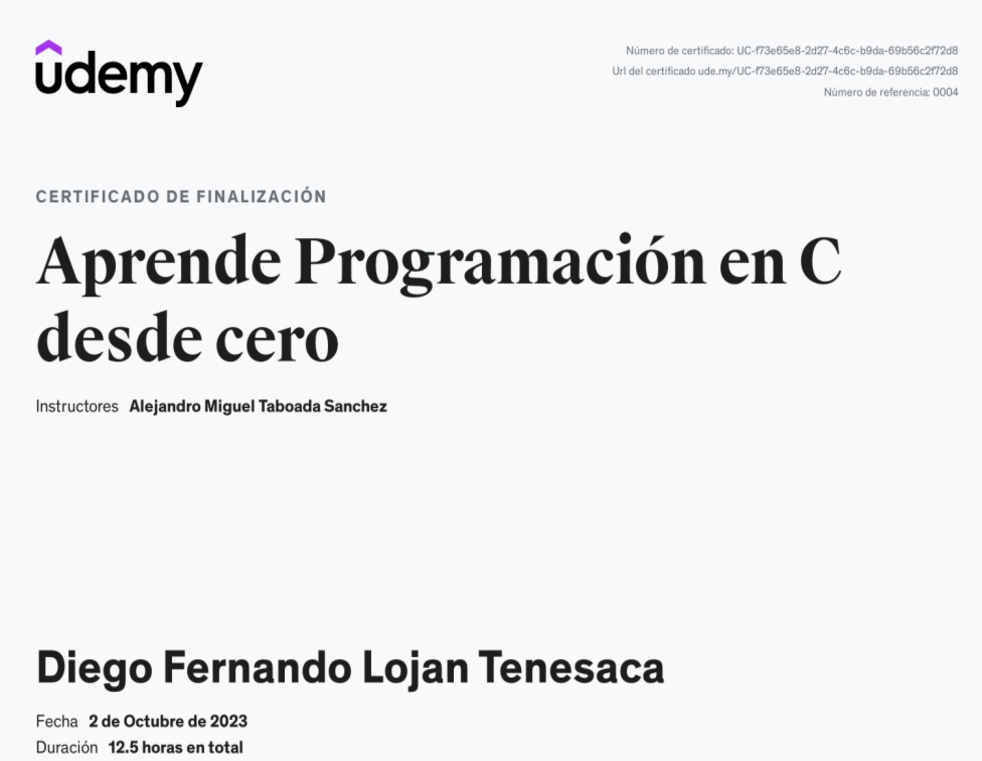 udemy
Número de certificado: UC-f73e65e8-2d27-4c6c-b9da-69b56c2f72d8
Url del certificado ude.my/UC-f73e65e8-2d27-4c6c-b9da-69b56c2f72d8
Número de referencia: 0004
CERTIFICADO DE FINALIZACIÓN
Aprende Programación en C
desde cero
Instructores Alejandro Miguel Taboada Sanchez
Diego Fernando Lojan Tenesaca
Fecha 2 de Octubre de 2023
Duración 12.5 horas en total